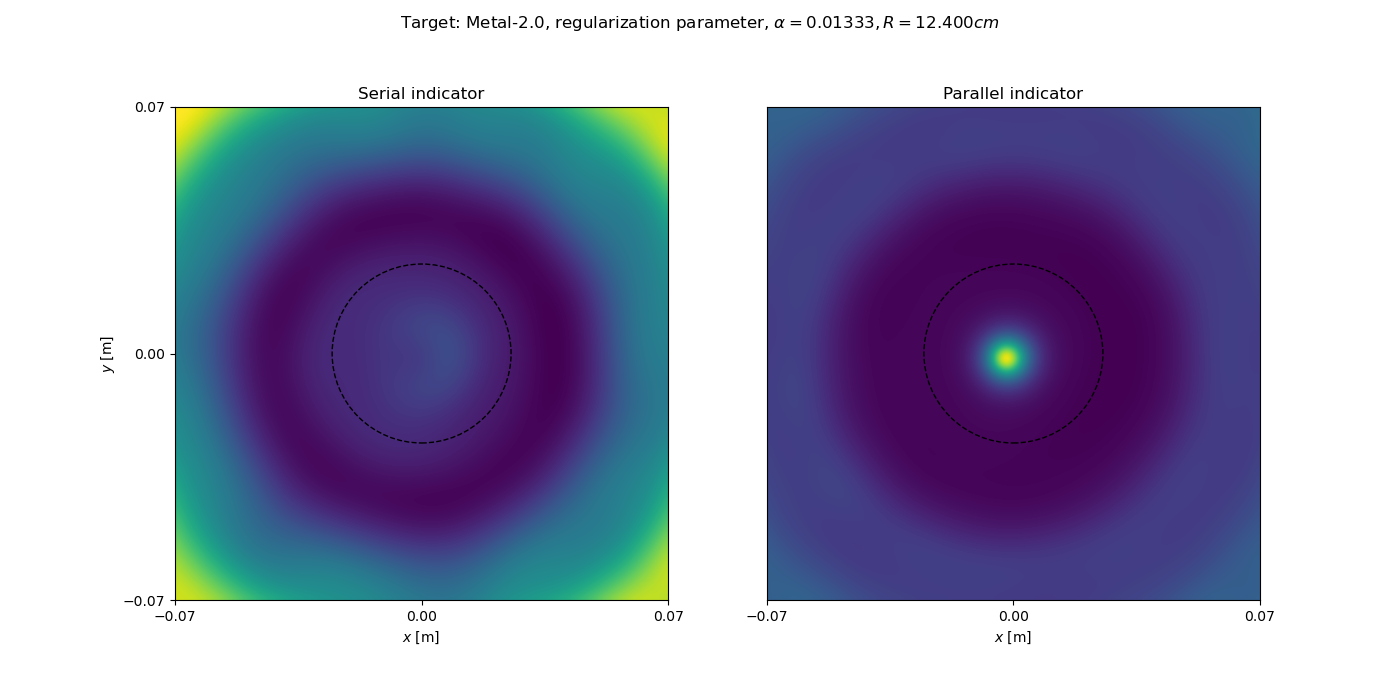 Target: Metal-2.0, regularization parameter, α = 0.01333, R = 12.400cm
Serial indicator
Parallel indicator
0.07
0.00
−0.07
y [m]
−0.07 0.00 0.07
x [m]
−0.07 0.00 0.07
x [m]